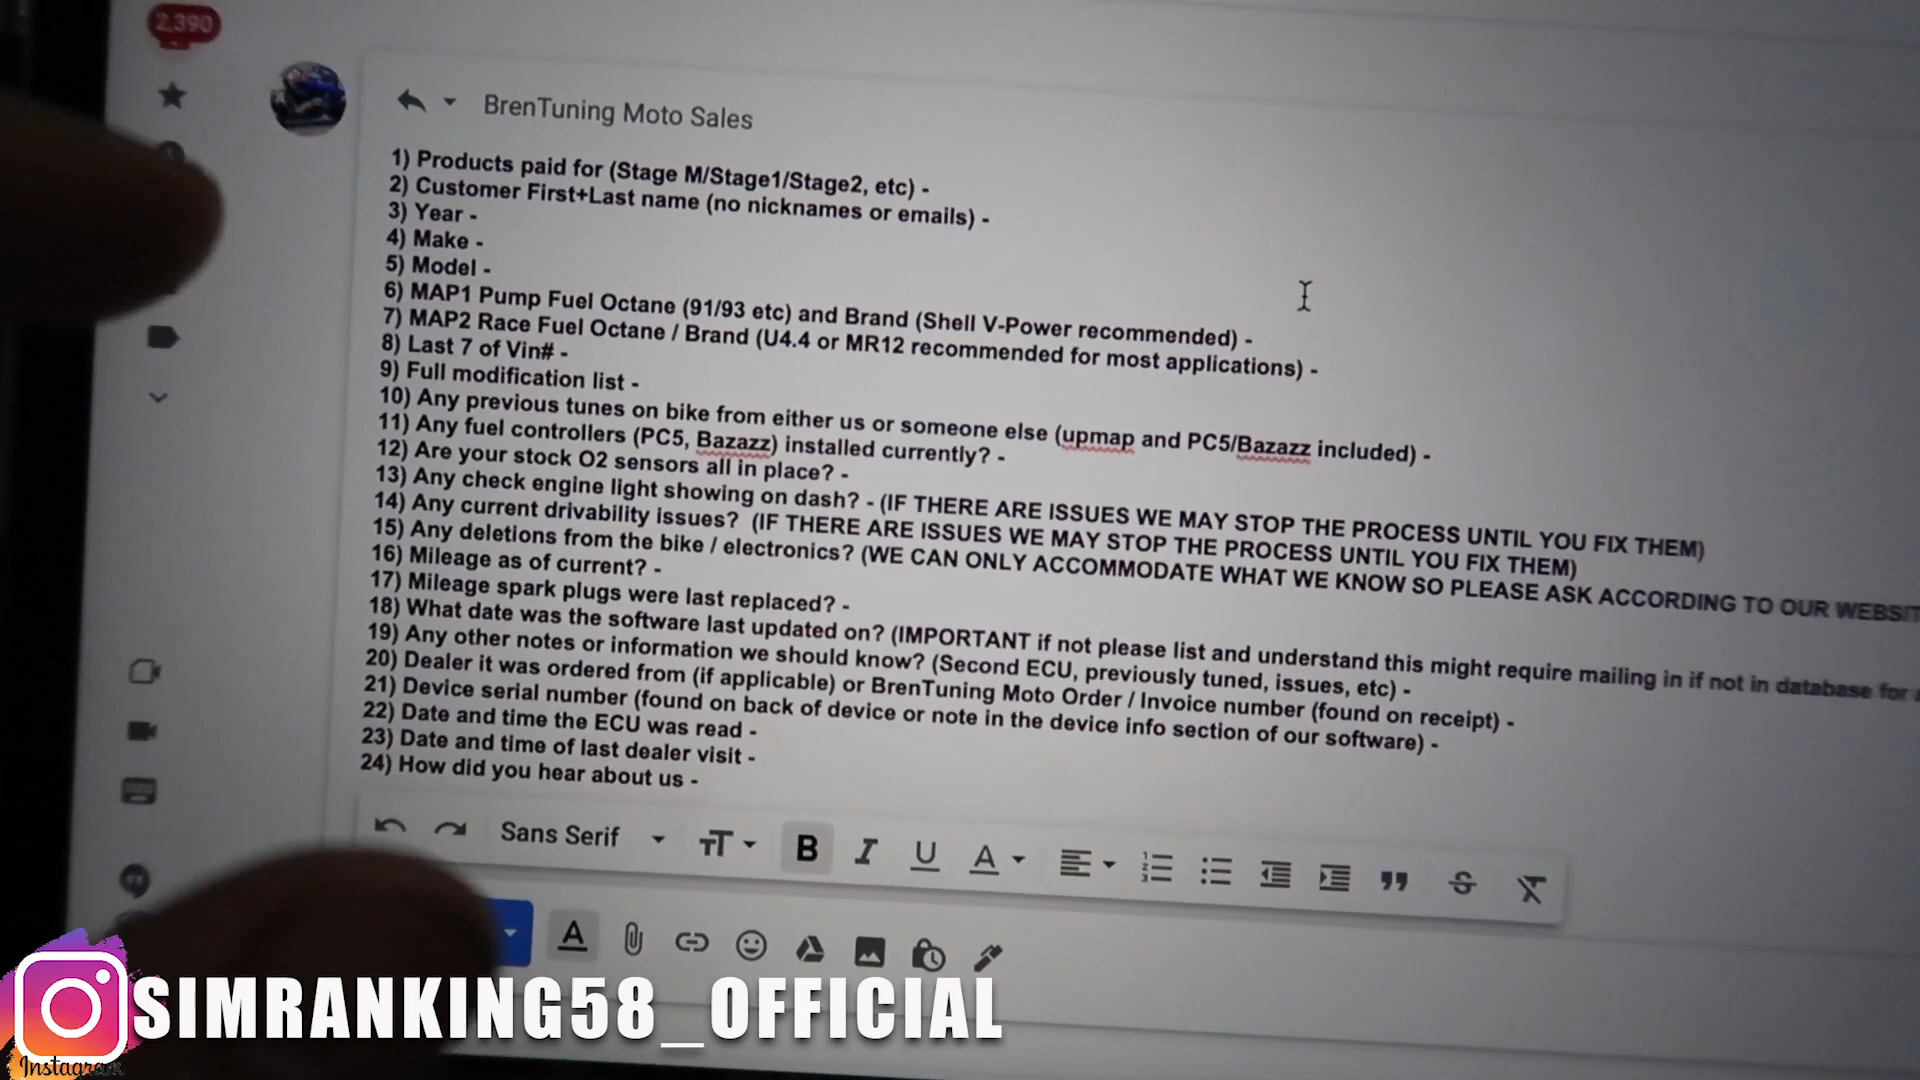 2,390
BrenTuning Moto Sales
1) Products paid for (Stage M/Stage1/Stage2, etc) -
2) Customer First+Last name (no nicknames or emails) -
3) Year -
4) Make -
5) Model -
6) MAP1 Pump Fuel Octane (91/93 etc) and Brand (Shell V-Power recommended) -
7) MAP2 Race Fuel Octane / Brand (U4.4 or MR12 recommended for most applications) -
8) Last 7 of Vin# -
9) Full modification list -
10) Any previous tunes on bike from either us or someone else (upmap and PC5/Bazazz included) -
11) Any fuel controllers (PC5, Bazazz) installed currently? -
12) Are your stock O2 sensors all in place? -
13) Any check engine light showing on dash? - (IF THERE ARE ISSUES WE MAY STOP THE PROCESS UNTIL YOU FIX THEM)
14) Any current drivability issues? (IF THERE ARE ISSUES WE MAY STOP THE PROCESS UNTIL YOU FIX THEM)
15) Any deletions from the bike / electronics? (WE CAN ONLY ACCOMMODATE WHAT WE KNOW SO PLEASE ASK ACCORDING TO OUR WEBSIT
16) Mileage as of current? -
17) Mileage spark plugs were last replaced? -
18) What date was the software last updated on? (IMPORTANT if not please list and understand this might require mailing in if not in database for
19) Any other notes or information we should know? (Second ECU, previously tuned, issues, etc) -
20) Dealer it was ordered from (if applicable) or BrenTuning Moto Order / Invoice number (found on receipt) -
21) Device serial number (found on back of device or note in the device info section of our software) -
22) Date and time the ECU was read -
23) Date and time of last dealer visit -
24) How did you hear about us -
Sans Serif
SIMRANKING58_OFFICIAL
Instagram